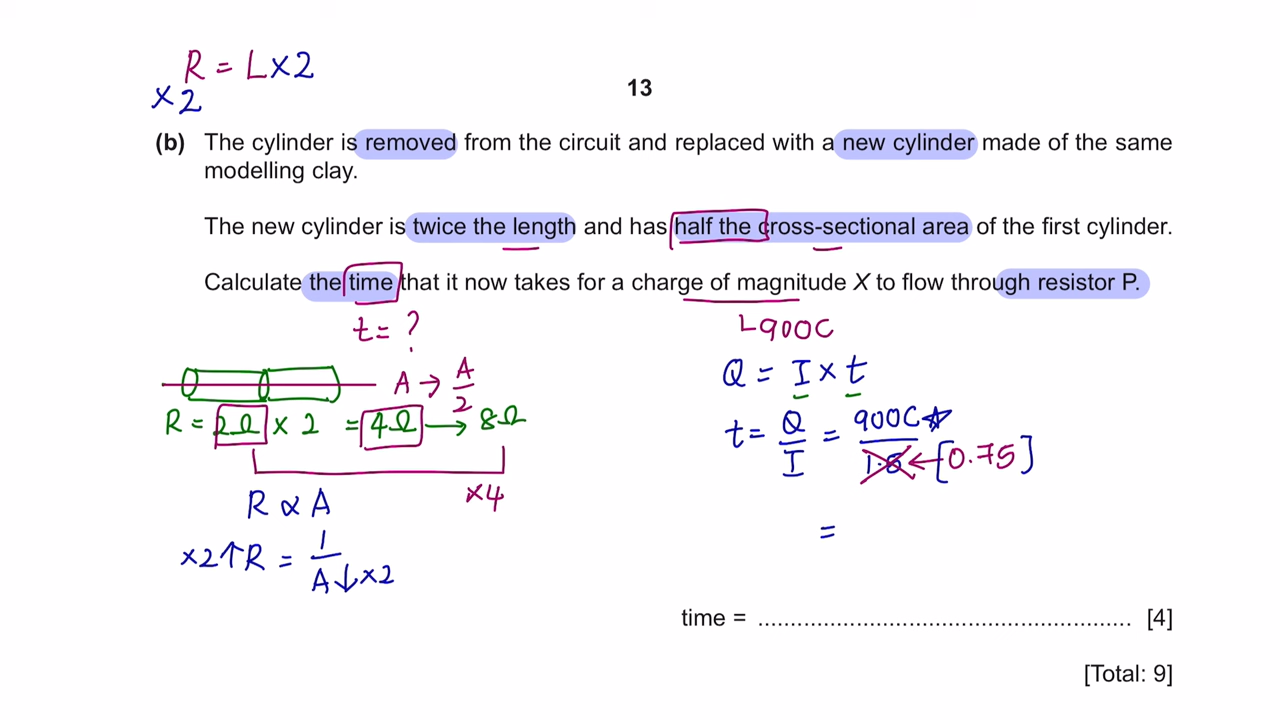 R = L×2
×2
13
(b) The cylinder is removed from the circuit and replaced with a new cylinder made of the same
modelling clay.
The new cylinder is twice the length and has half the cross-sectional area of the first cylinder.
Calculate the time that it now takes for a charge of magnitude X to flow through resistor P.
t = ?
900C
A → A/2
R = 2Ω × 2 = 4Ω → 8Ω
×4
R ∝ A
×2↑R = 1/A↓×2
Q = I × t
t = Q/I = 900C/1.5 ← [0.75]
=
time = .......................................................... [4]
[Total: 9]